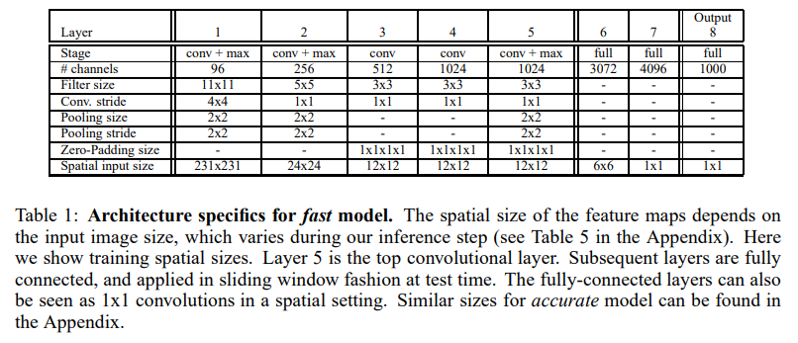 Output
Layer 1 2 3 4 5 6 7 8
Stage conv + max conv + max conv conv conv + max full full full
# channels 96 256 512 1024 1024 3072 4096 1000
Filter size 11x11 5x5 3x3 3x3 3x3 - - -
Conv. stride 4x4 1x1 1x1 1x1 1x1 - - -
Pooling size 2x2 2x2 - - 2x2 - - -
Pooling stride 2x2 2x2 - - 2x2 - - -
Zero-Padding size - - 1x1x1x1 1x1x1x1 1x1x1x1 - - -
Spatial input size 231x231 24x24 12x12 12x12 12x12 6x6 1x1 1x1
Table 1: Architecture specifics for fast model. The spatial size of the feature maps depends on
the input image size, which varies during our inference step (see Table 5 in the Appendix). Here
we show training spatial sizes. Layer 5 is the top convolutional layer. Subsequent layers are fully
connected, and applied in sliding window fashion at test time. The fully-connected layers can also
be seen as 1x1 convolutions in a spatial setting. Similar sizes for accurate model can be found in
the Appendix.